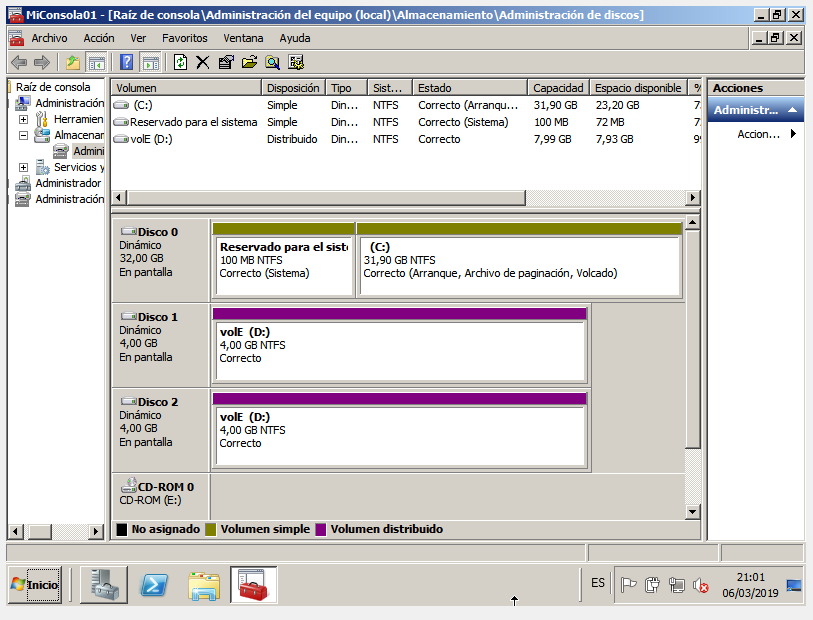 MiConsola01 - [Raíz de consola\Administración del equipo (local)\Almacenamiento\Administración de discos]
Archivo Acción Ver Favoritos Ventana Ayuda
Raíz de consola
Administración
Herramien
Almacenar
Admini
Servicios y
Administrador
Administración
Volumen Disposición Tipo Sist... Estado Capacidad Espacio disponible %
(C:) Simple Din... NTFS Correcto (Arranqu... 31,90 GB 23,20 GB 7
Reservado para el sistema Simple Din... NTFS Correcto (Sistema) 100 MB 72 MB 7
volE (D:) Distribuido Din... NTFS Correcto 7,99 GB 7,93 GB 9
Acciones
Administr...
Accion...
Disco 0
Dinámico
32,00 GB
En pantalla
Reservado para el sist
100 MB NTFS
Correcto (Sistema)
(C:)
31,90 GB NTFS
Correcto (Arranque, Archivo de paginación, Volcado)
Disco 1
Dinámico
4,00 GB
En pantalla
volE (D:)
4,00 GB NTFS
Correcto
Disco 2
Dinámico
4,00 GB
En pantalla
volE (D:)
4,00 GB NTFS
Correcto
CD-ROM 0
CD-ROM (E:)
No asignado Volumen simple Volumen distribuido
Inicio
ES
21:01
06/03/2019